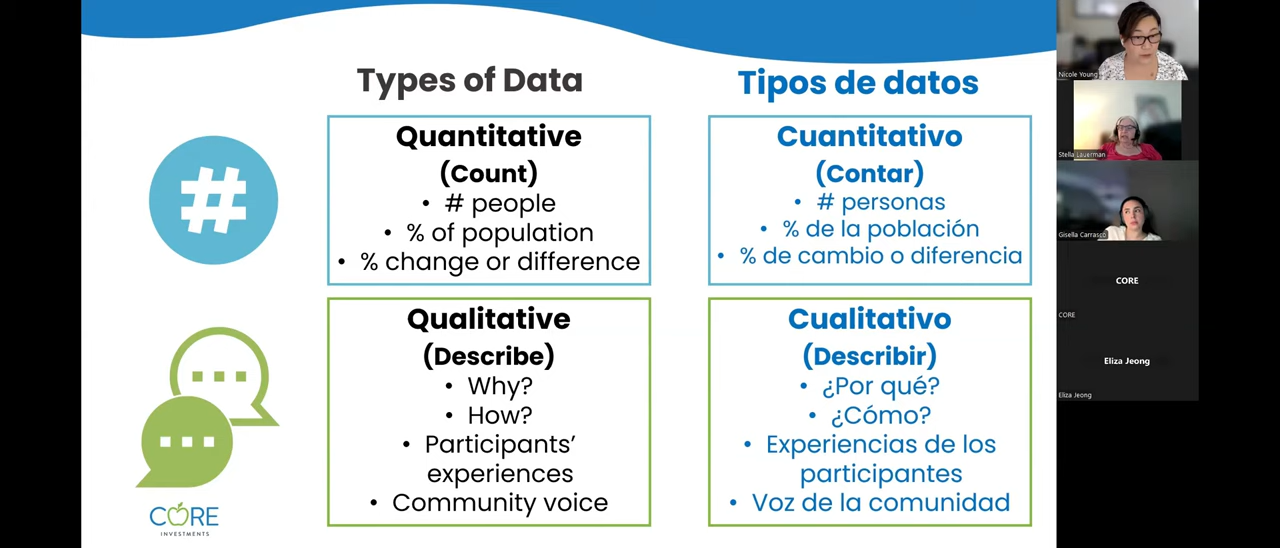 Types of Data
Quantitative
(Count)
• # people
• % of population
• % change or difference
Qualitative
(Describe)
• Why?
• How?
• Participants’
experiences
• Community voice
Tipos de datos
Cuantitativo
(Contar)
• # personas
• % de la población
• % de cambio o diferencia
Cualitativo
(Describir)
• ¿Por qué?
• ¿Cómo?
• Experiencias de los
participantes
• Voz de la comunidad
#
CORE
INVESTMENTS
Nicole Young
Stella Lauerman
Gisella Carrasco
CORE
CORE
Eliza Jeong
Eliza Jeong